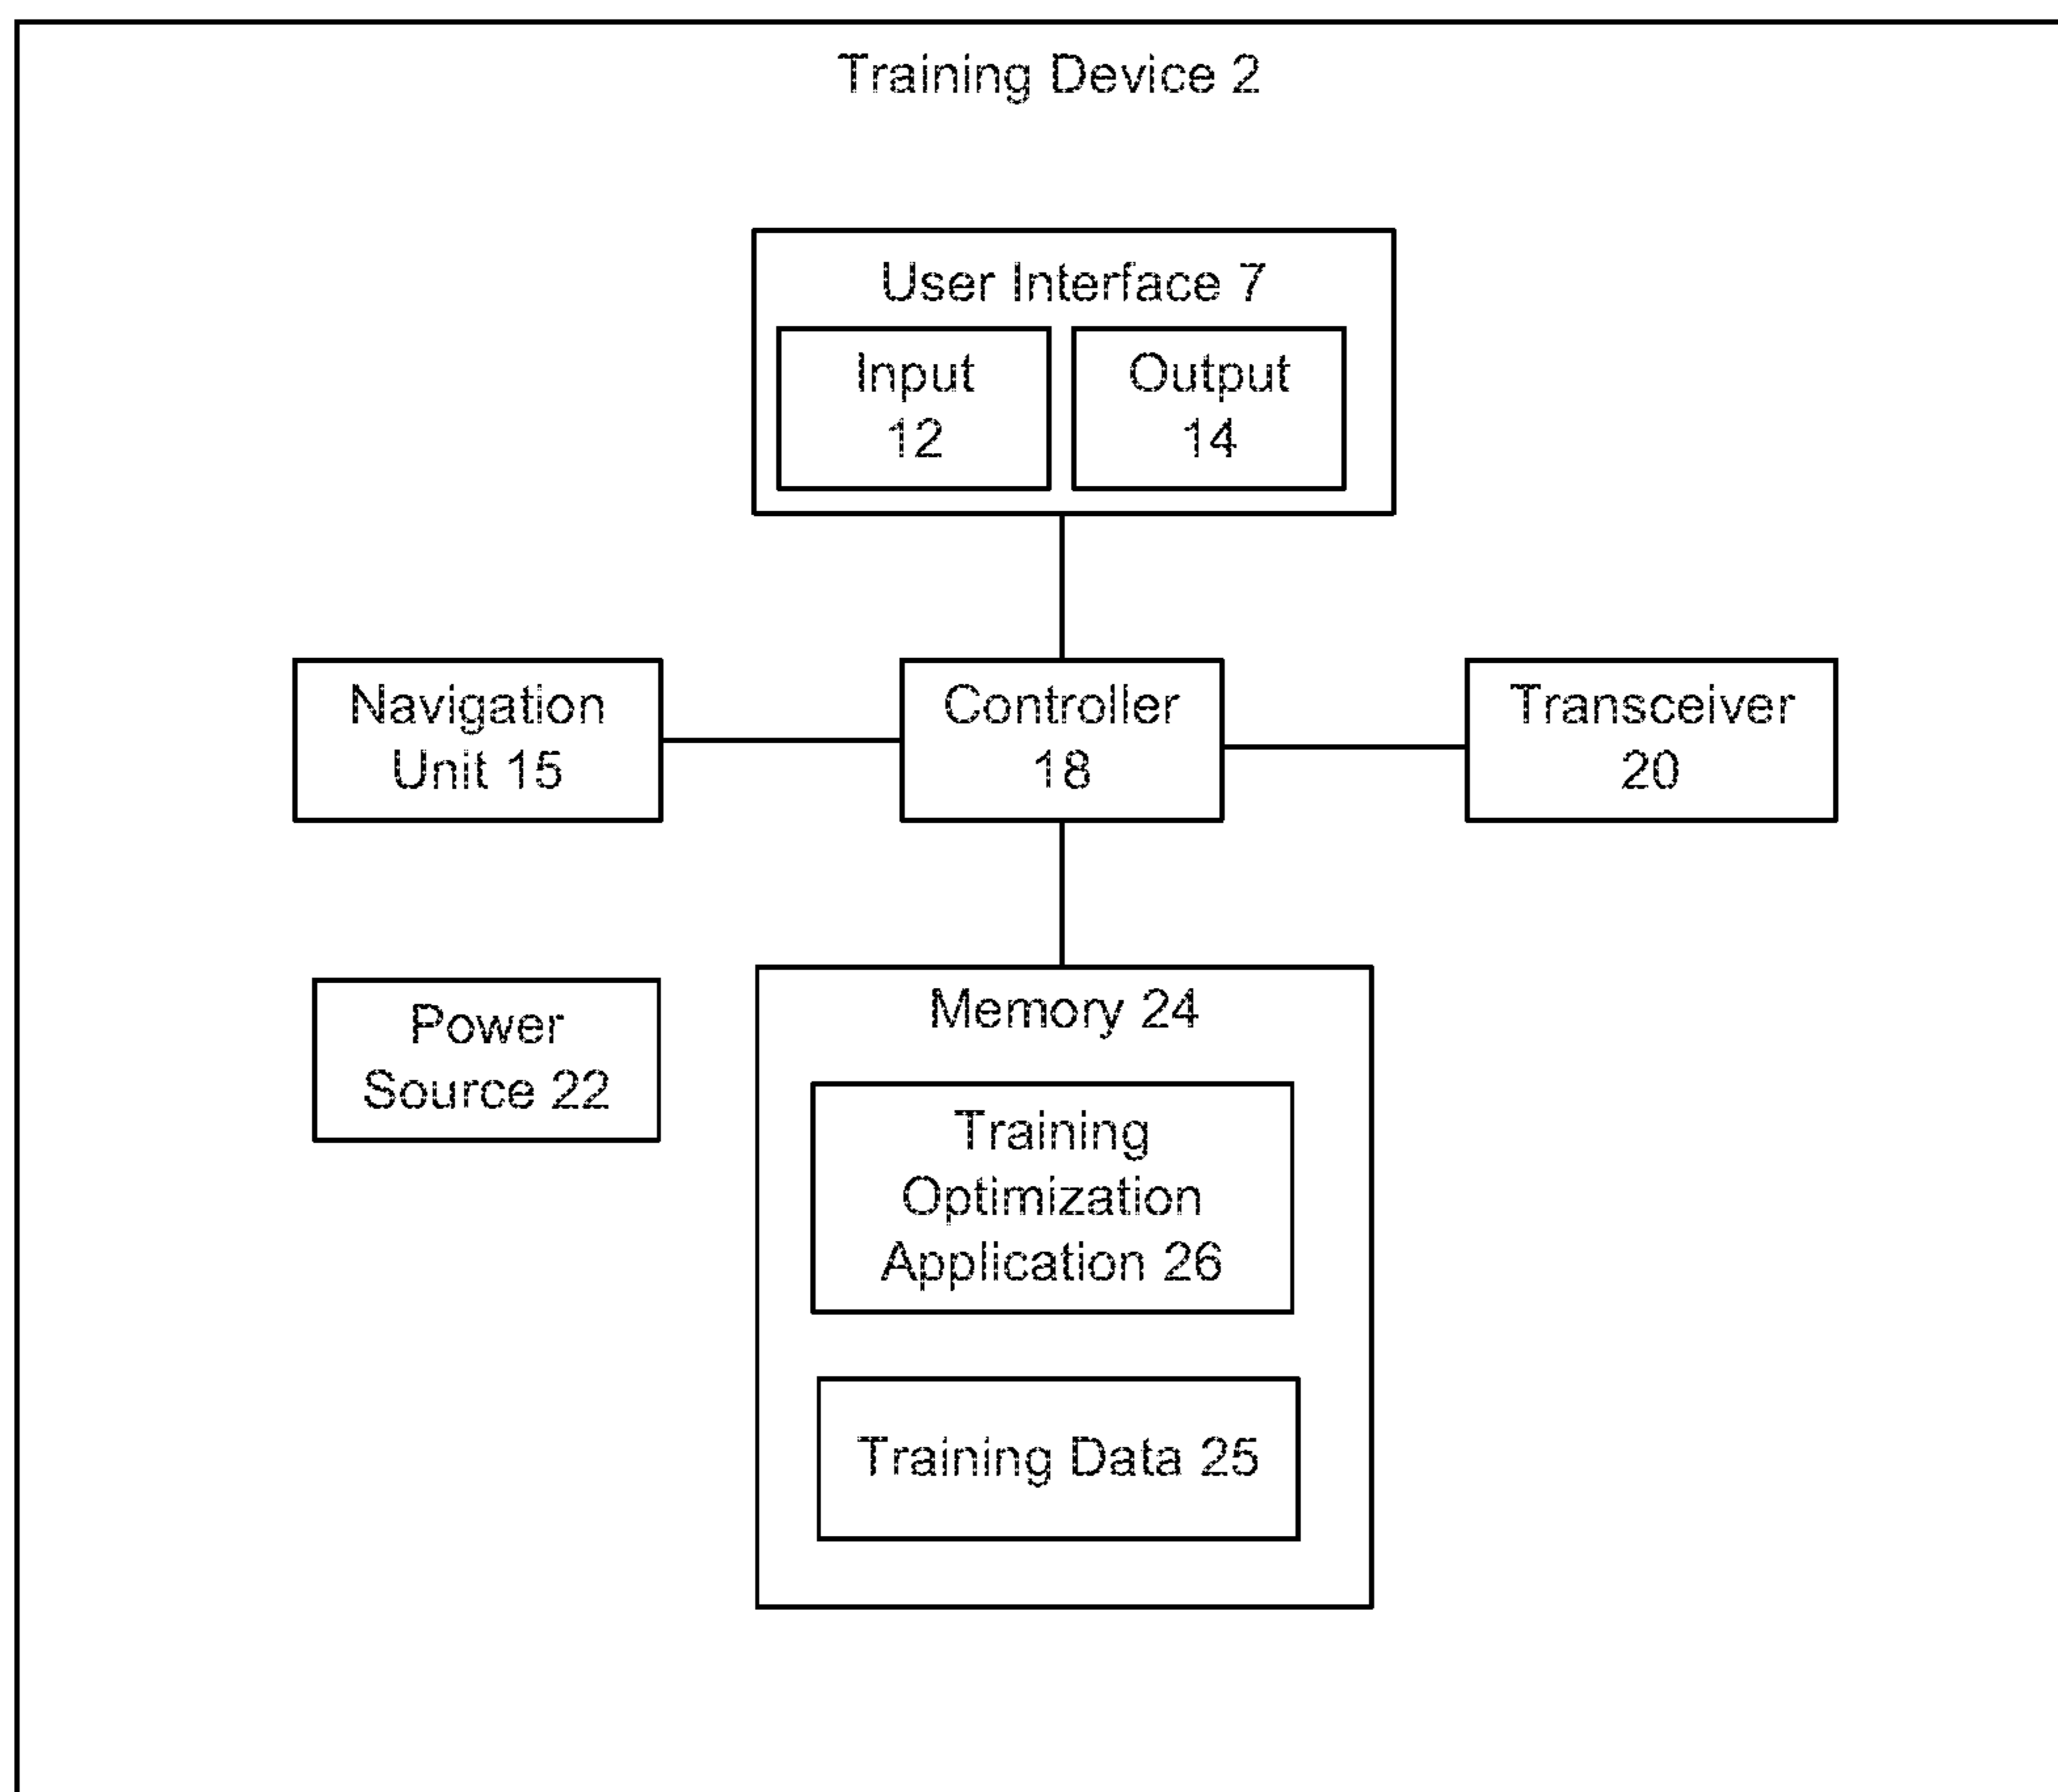 Training Device 2
User Interface 7
Input
12
Output
14
Navigation
Unit 15
Controller
18
Transceiver
20
Power
Source 22
Memory 24
Training
Optimization
Application 26
Training Data 25